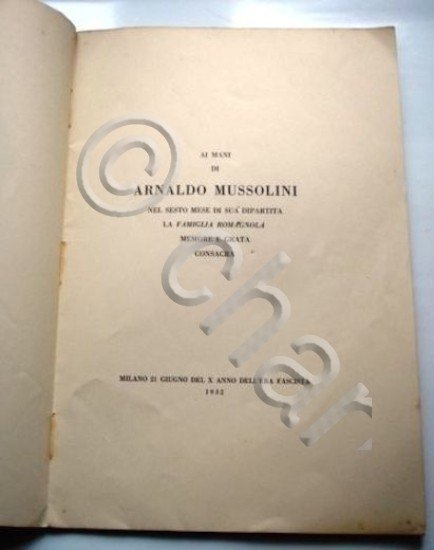 AI MANI
DI
ARNALDO MUSSOLINI
NEL SESTO MESE DI SUA DIPARTITA
LA FAMIGLIA ROMAGNOLA
MEMORE E GRATA
CONSACRA
MILANO 21 GIUGNO DEL X ANNO DELL'ERA FASCISTA
1932
© char